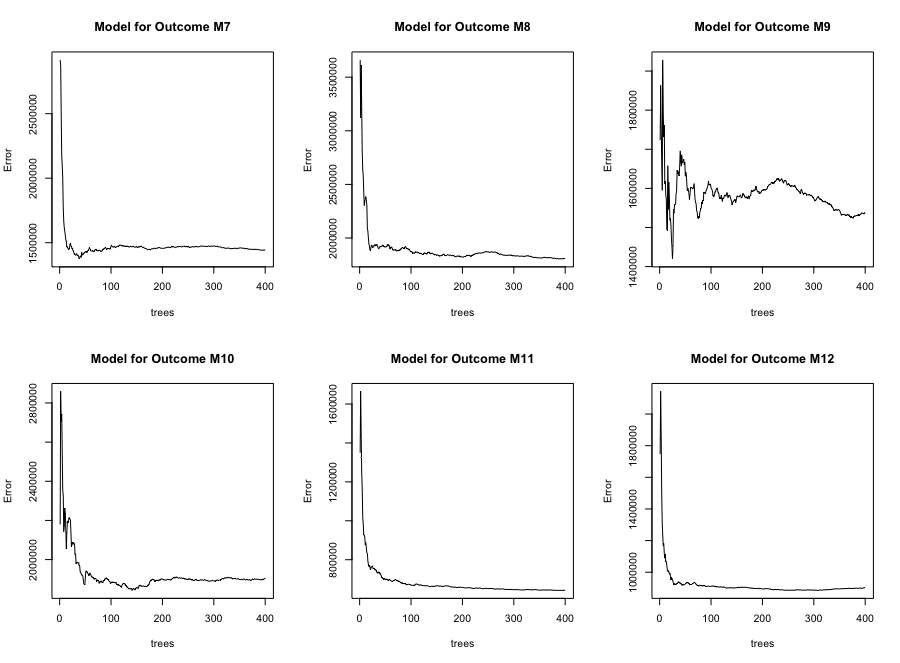 Model for Outcome M7
Error
2500000
2000000
1500000
0 100 200 300 400
trees
Model for Outcome M8
Error
3500000
3000000
2500000
2000000
0 100 200 300 400
trees
Model for Outcome M9
Error
1800000
1600000
1400000
0 100 200 300 400
trees
Model for Outcome M10
Error
2800000
2400000
2000000
0 100 200 300 400
trees
Model for Outcome M11
Error
1600000
1200000
800000
0 100 200 300 400
trees
Model for Outcome M12
Error
1800000
1400000
1000000
0 100 200 300 400
trees